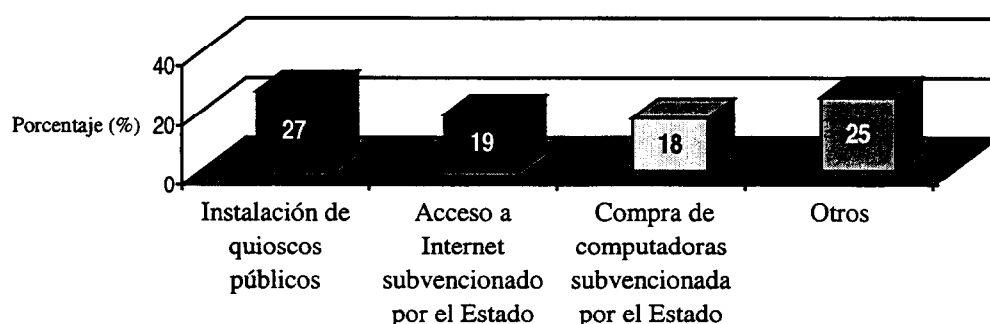 40
Porcentaje (%)
20
0
27
19
18
25
Instalación de
quioscos
públicos
Acceso a
Internet
subvencionado
por el Estado
Compra de
computadoras
subvencionada
por el Estado
Otros